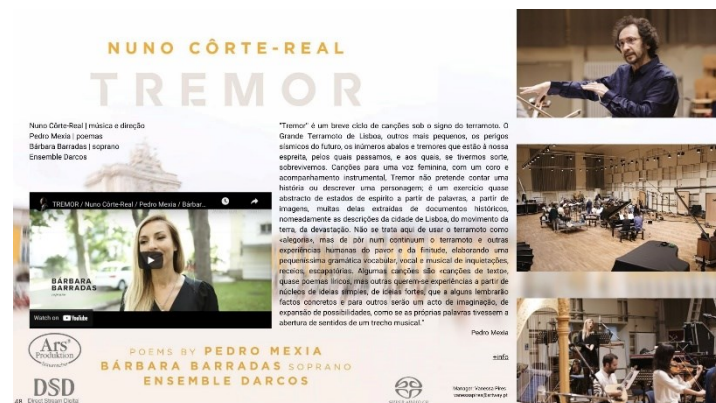 NUNO CÔRTE-REAL
TREMOR
Nuno Côrte-Real | música e direção
Pedro Mexia | poemas
Bárbara Barradas | soprano
Ensemble Darcos
"Tremor" é um breve ciclo de canções sob o signo do terramoto. O
Grande Terramoto de Lisboa, outros mais pequenos, os perigos
sísmicos do futuro, os inúmeros abalos e tremores que estão à nossa
espreita, pelos quais passamos, e aos quais, se tivermos sorte,
sobrevivemos. Canções para uma voz feminina, com um coro e
acompanhamento instrumental, Tremor não pretende contar uma
história ou descrever uma personagem; é um exercício quase
abstracto de estados de espírito a partir de palavras, a partir de
imagens, muitas delas extraídas de documentos históricos,
nomeadamente as descrições da cidade de Lisboa, do movimento da
terra, da devastação. Não se trata aqui de usar o terramoto como
«alegoria», mas de pôr num continuum o terramoto e outras
experiências humanas do pavor e da finitude, elaborando uma
pequeníssima gramática vocabular, vocal e musical de inquietações,
receios, escapatórias. Algumas canções são «canções de texto»,
quase poemas líricos, mas outras querem-se experiências a partir de
núcleos de ideias simples, de ideias fortes, que a alguns lembrarão
factos concretos e para outros serão um acto de imaginação, de
expansão de possibilidades, como se as próprias palavras tivessem a
abertura de sentidos de um trecho musical."
Pedro Mexia
+info
TREMOR / Nuno Côrte-Real / Pedro Mexia / Bárbar...
BÁRBARA
BARRADAS
Watch on YouTube
Ars
Produktion
DSD
Direct Stream Digital
POEMS BY PEDRO MEXIA
BÁRBARA BARRADAS SOPRANO
ENSEMBLE DARCOS
Manager: Vanessa Pires
vanessapires@artway.pt